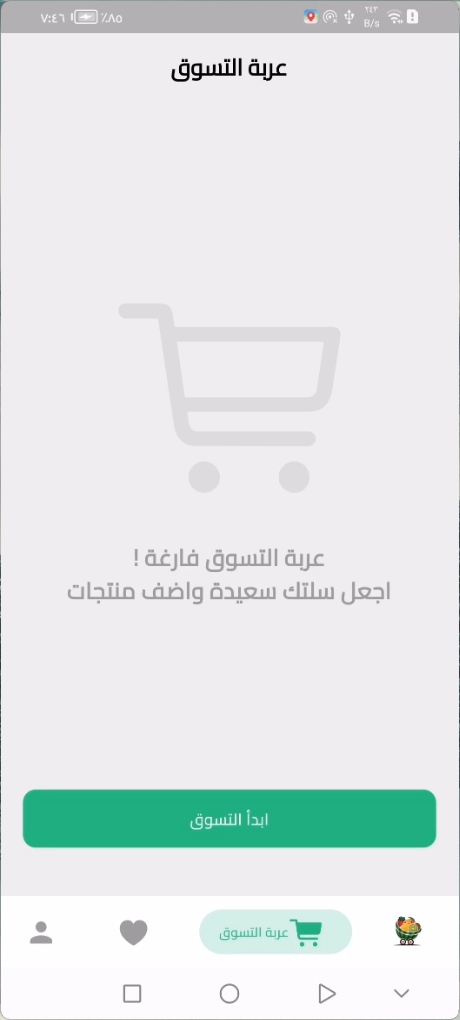 ٧:٤٦ ٪٨٥ ٢٤٣
B/s
عربة التسوق
عربة التسوق فارغة !
اجعل سلتك سعيدة واضف منتجات
ابدأ التسوق
عربة التسوق